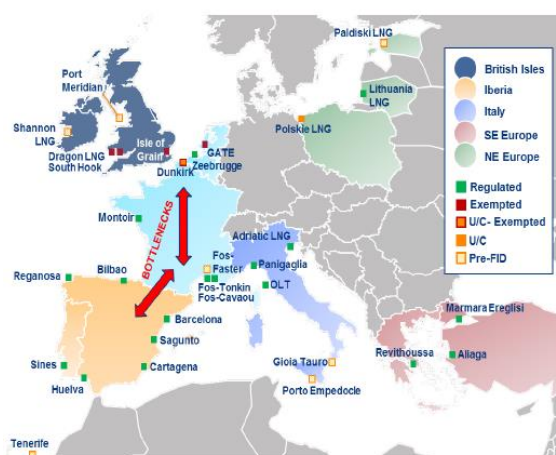 Paldiski LNG
Port
Meridian
British Isles
Iberia
Italy
SE Europe
NE Europe
Regulated
Exempted
U/C- Exempted
U/C
Pre-FID
Lithuania
LNG
Shannon
LNG
Isle of
Grain
Polskie LNG
Dragon LNG
South Hook
GATE
Zeebrugge
Dunkirk
Montoir
BOTTLENECKS
Adriatic LNG
Fos-
Faster
Panigaglia
Reganosa
Bilbao
Fos-Tonkin
Fos-Cavaou
OLT
Marmara Ereglisi
Barcelona
Sagunto
Revithoussa
Aliaga
Gioia Tauro
Sines
Cartagena
Huelva
Porto Empedocle
Tenerife